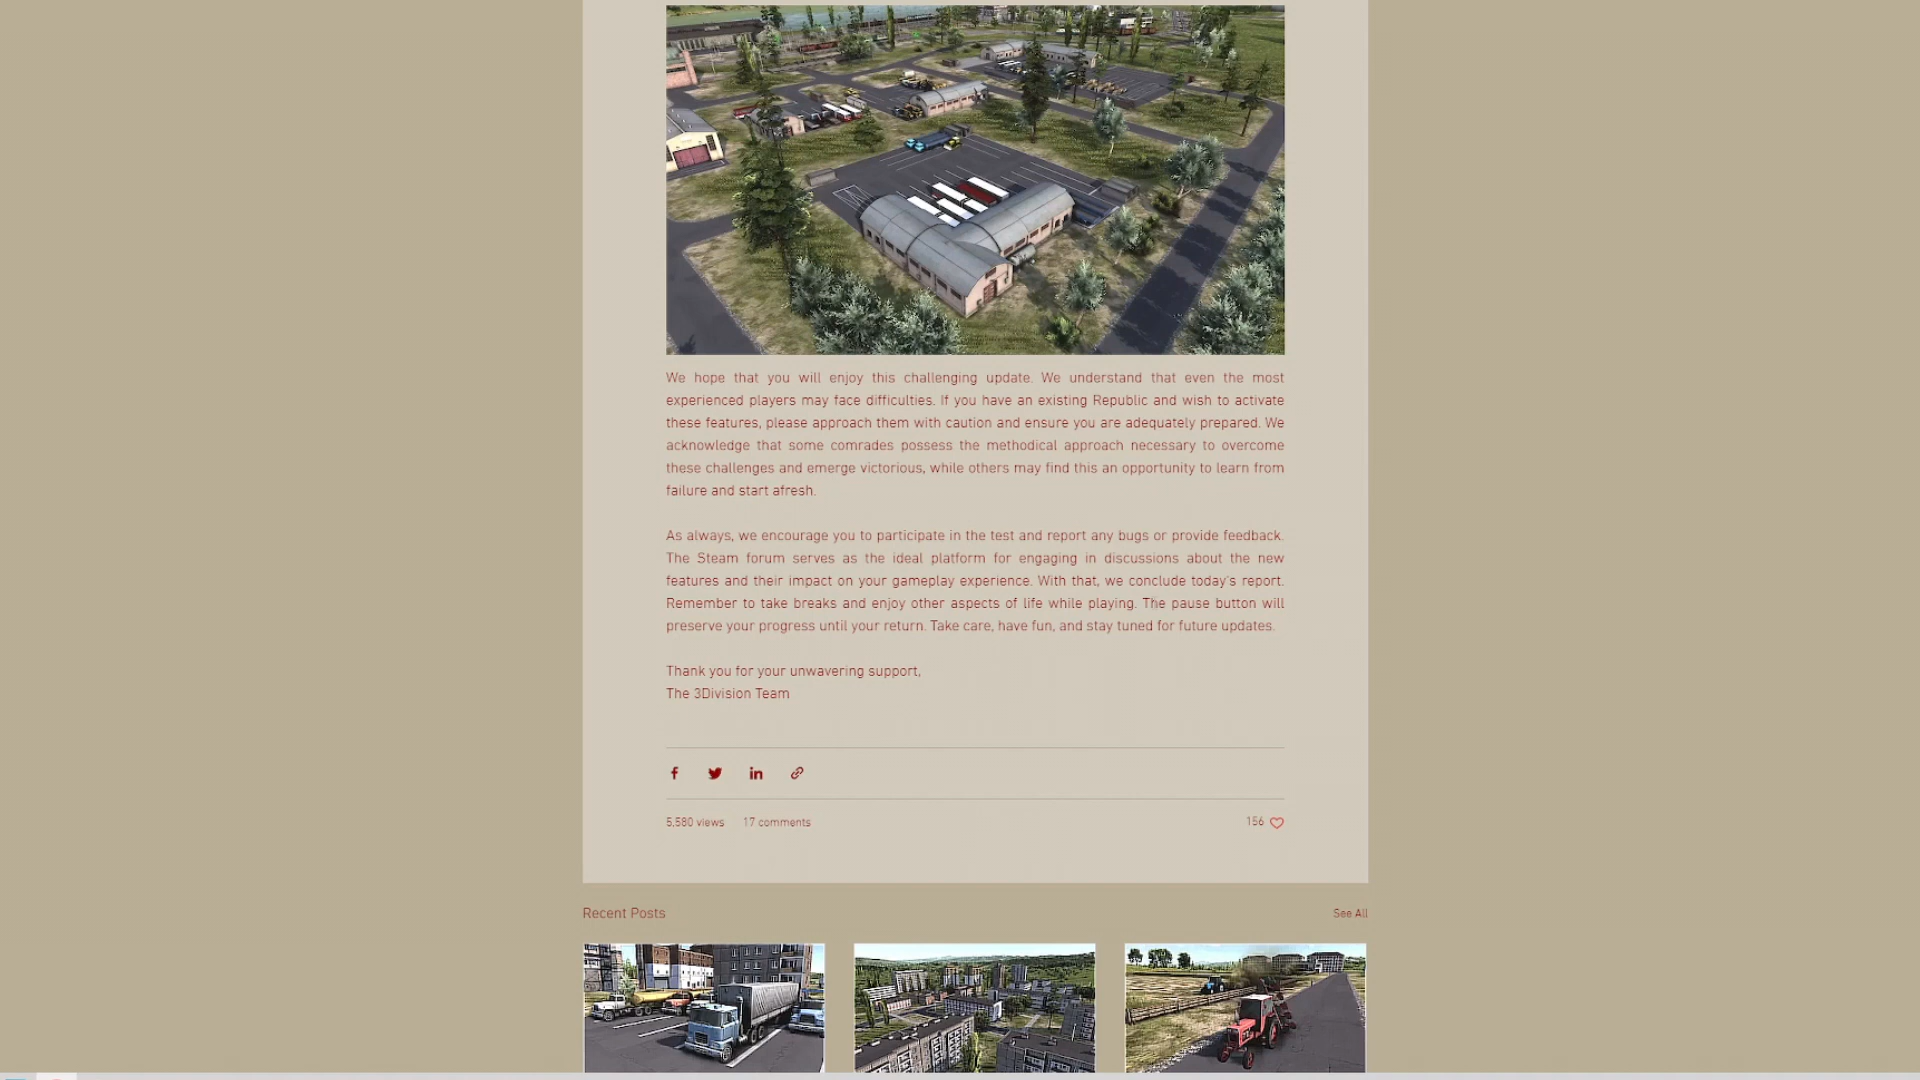 We hope that you will enjoy this challenging update. We understand that even the most
experienced players may face difficulties. If you have an existing Republic and wish to activate
these features, please approach them with caution and ensure you are adequately prepared. We
acknowledge that some comrades possess the methodical approach necessary to overcome
these challenges and emerge victorious, while others may find this an opportunity to learn from
failure and start afresh.
As always, we encourage you to participate in the test and report any bugs or provide feedback.
The Steam forum serves as the ideal platform for engaging in discussions about the new
features and their impact on your gameplay experience. With that, we conclude today's report.
Remember to take breaks and enjoy other aspects of life while playing. The pause button will
preserve your progress until your return. Take care, have fun, and stay tuned for future updates.
Thank you for your unwavering support,
The 3Division Team
5,580 views 17 comments 156
Recent Posts See All